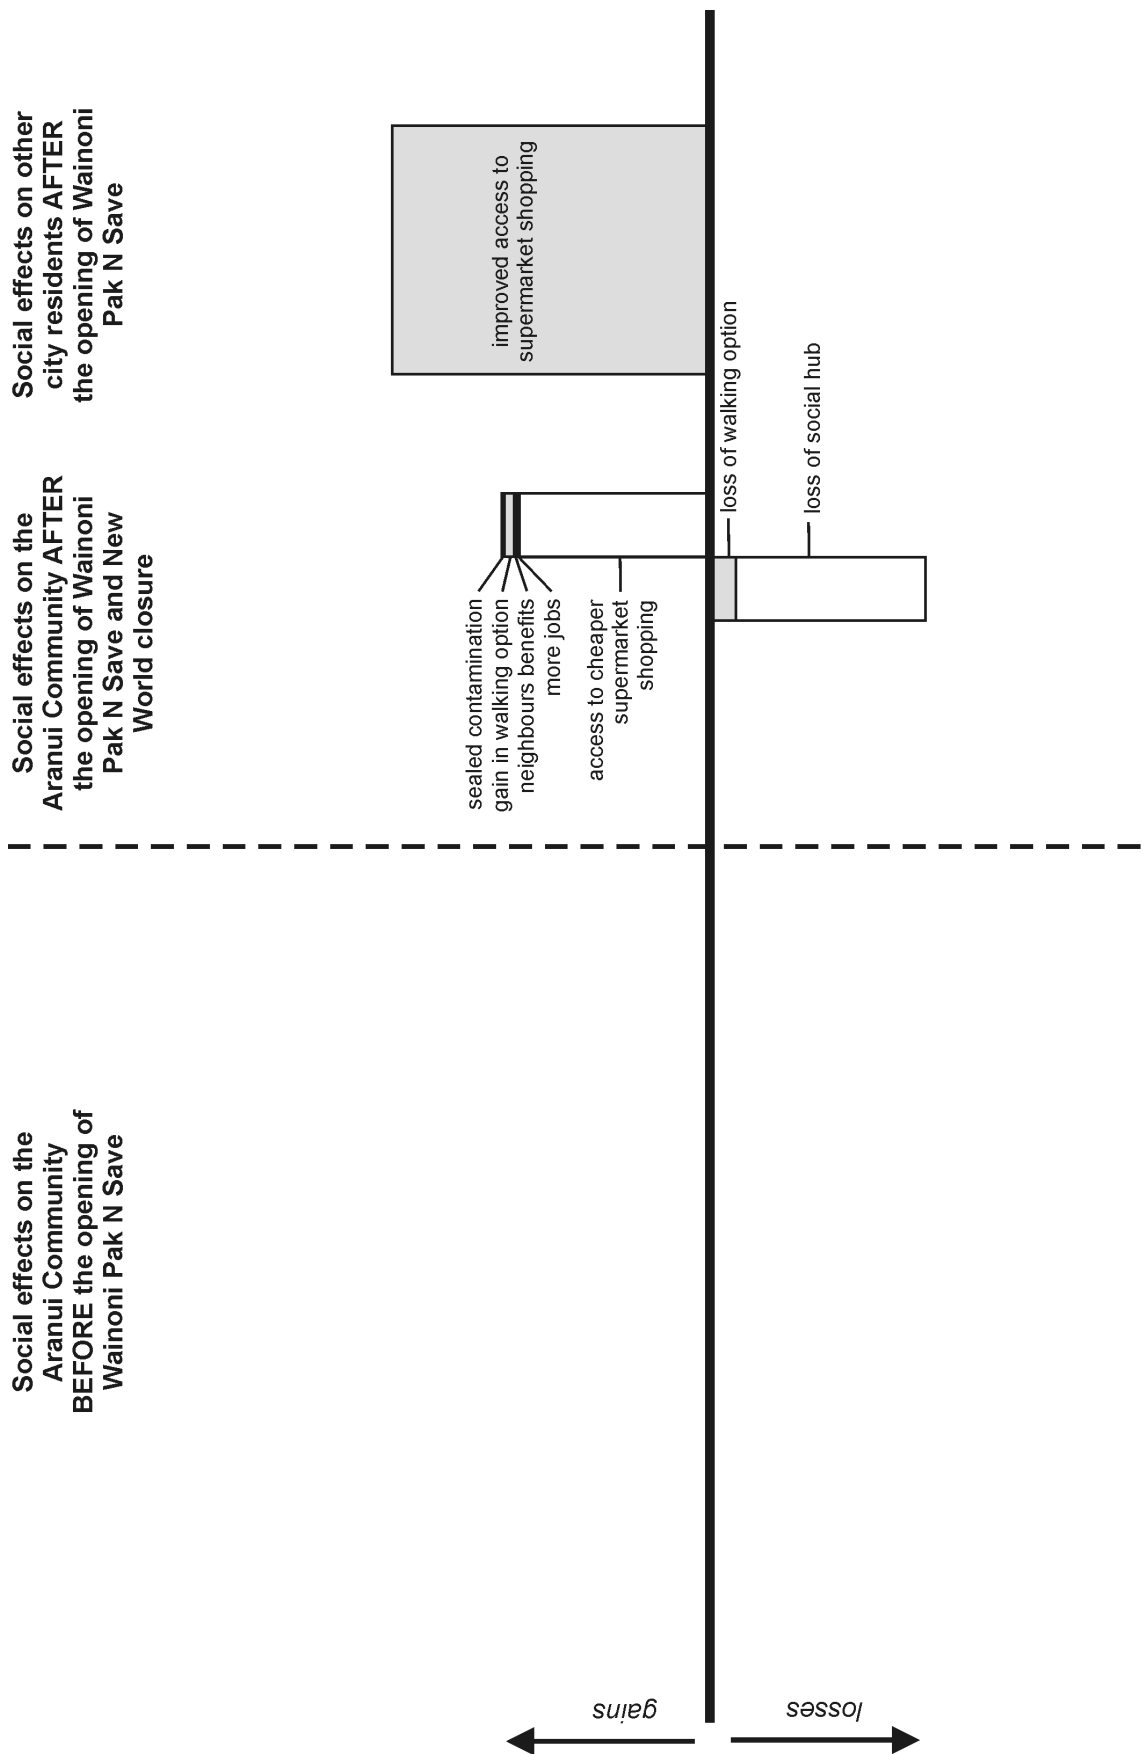 Social effects on the
Aranui Community
BEFORE the opening of
Wainoni Pak N Save
Social effects on the
Aranui Community AFTER
the opening of Wainoni
Pak N Save and New
World closure
Social effects on other
city residents AFTER
the opening of Wainoni
Pak N Save
gains
losses
sealed contamination
gain in walking option
neighbours benefits
more jobs
access to cheaper
supermarket
shopping
improved access to
supermarket shopping
loss of walking option
loss of social hub